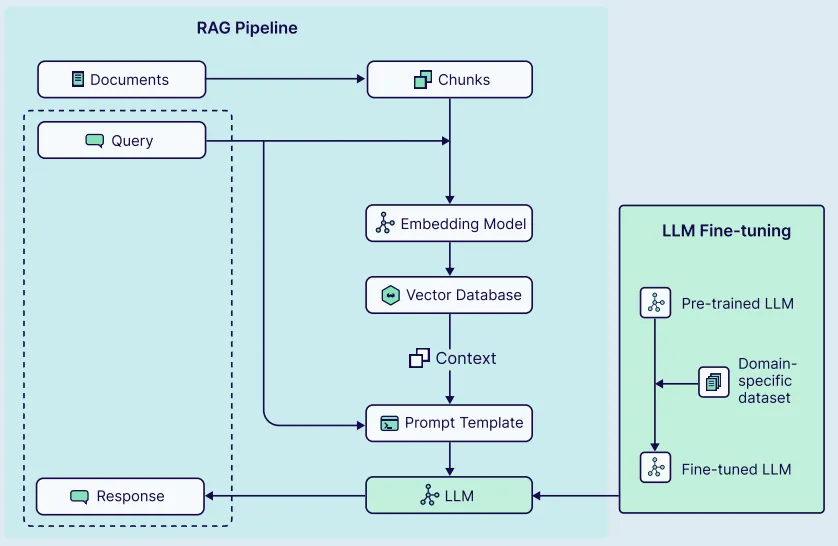 RAG Pipeline
Documents
Chunks
Query
Embedding Model
Vector Database
Context
Prompt Template
LLM
Response
LLM Fine-tuning
Pre-trained LLM
Domain-
specific
dataset
Fine-tuned LLM